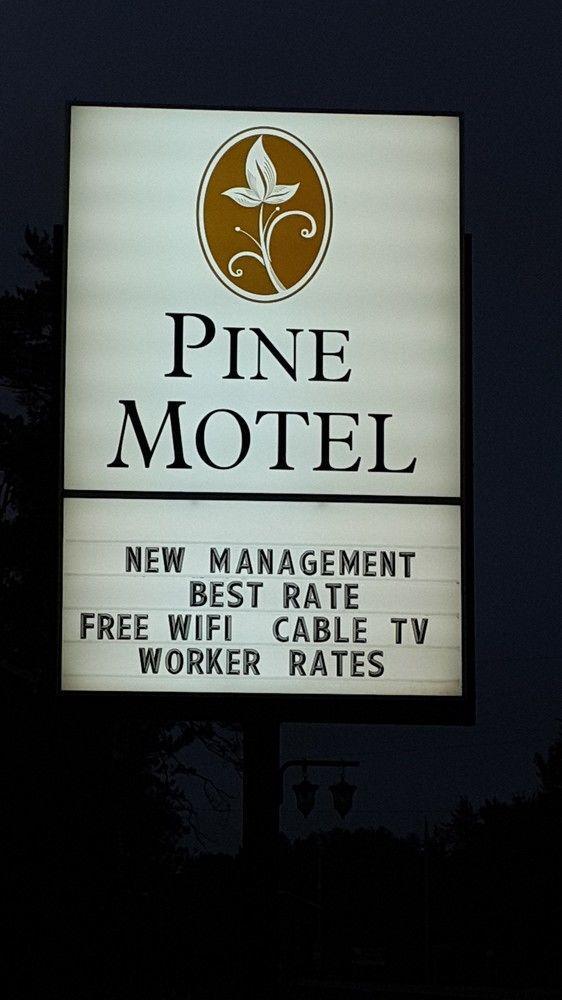 PINE
MOTEL
NEW MANAGEMENT
BEST RATE
FREE WIFI CABLE TV
WORKER RATES